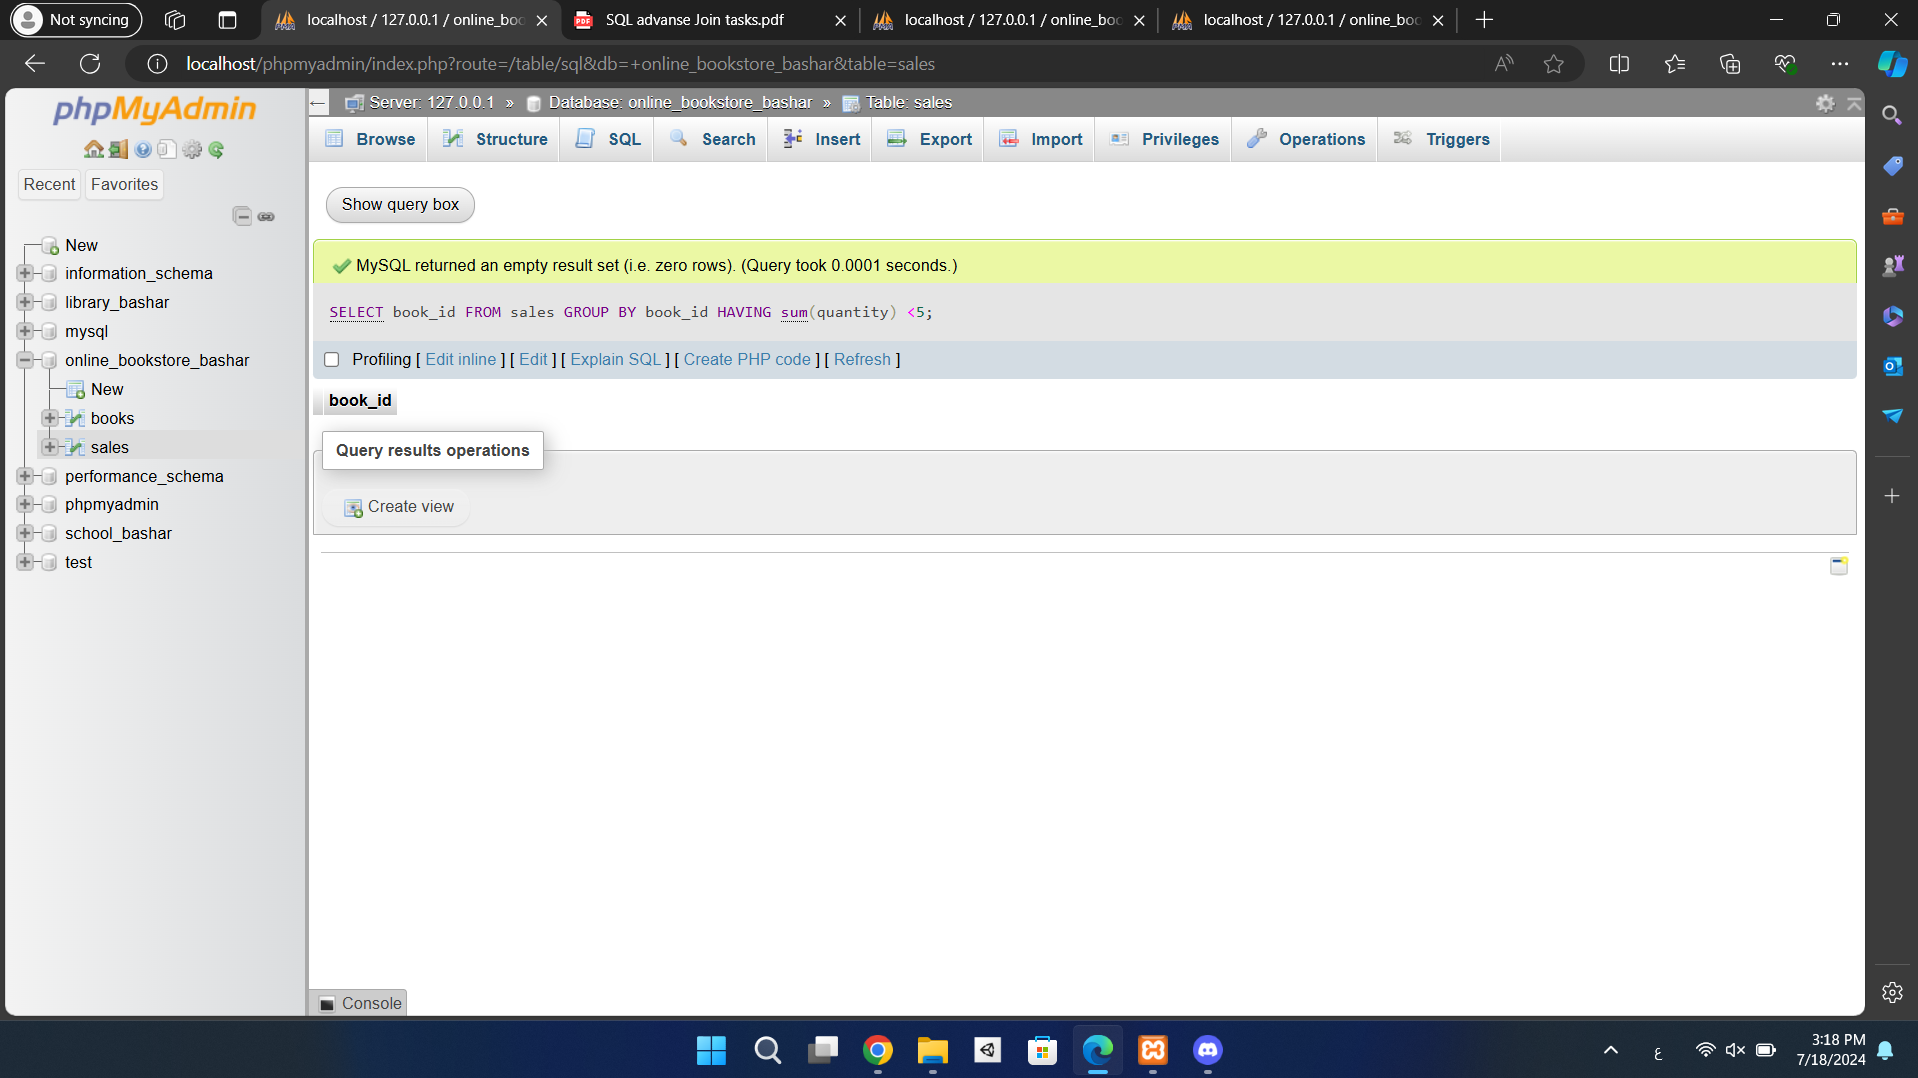 Not syncing
localhost / 127.0.0.1 / online_boo
SQL advanse Join tasks.pdf
localhost / 127.0.0.1 / online_boo
localhost / 127.0.0.1 / online_boo
localhost/phpmyadmin/index.php?route=/table/sql&db=+online_bookstore_bashar&table=sales
phpMyAdmin
Recent
Favorites
New
information_schema
library_bashar
mysql
online_bookstore_bashar
New
books
sales
performance_schema
phpmyadmin
school_bashar
test
Server: 127.0.0.1 » Database: online_bookstore_bashar » Table: sales
Browse
Structure
SQL
Search
Insert
Export
Import
Privileges
Operations
Triggers
Show query box
MySQL returned an empty result set (i.e. zero rows). (Query took 0.0001 seconds.)
SELECT book_id FROM sales GROUP BY book_id HAVING sum(quantity) <5;
Profiling [ Edit inline ] [ Edit ] [ Explain SQL ] [ Create PHP code ] [ Refresh ]
book_id
Query results operations
Create view
Console
ع
3:18 PM
7/18/2024